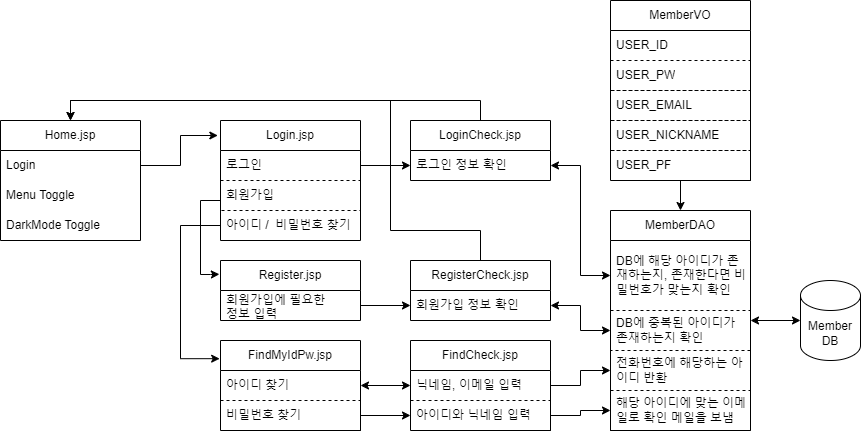 MemberVO
USER_ID
USER_PW
USER_EMAIL
USER_NICKNAME
USER_PF
Home.jsp
Login
Menu Toggle
DarkMode Toggle
Login.jsp
로그인
회원가입
아이디 / 비밀번호 찾기
LoginCheck.jsp
로그인 정보 확인
Register.jsp
회원가입에 필요한
정보 입력
RegisterCheck.jsp
회원가입 정보 확인
FindMyIdPw.jsp
아이디 찾기
비밀번호 찾기
FindCheck.jsp
닉네임, 이메일 입력
아이디와 닉네임 입력
MemberDAO
DB에 해당 아이디가 존
재하는지, 존재한다면 비
밀번호가 맞는지 확인
DB에 중복된 아이디가
존재하는지 확인
전화번호에 해당하는 아
이디 반환
해당 아이디에 맞는 이메
일로 확인 메일을 보냄
Member
DB